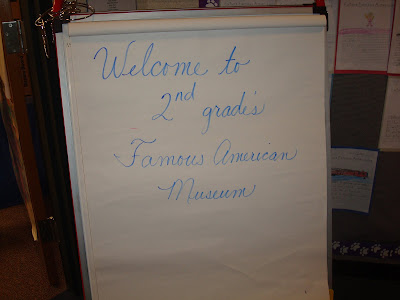 Welcome to
2nd grade's
Famous American
Museum